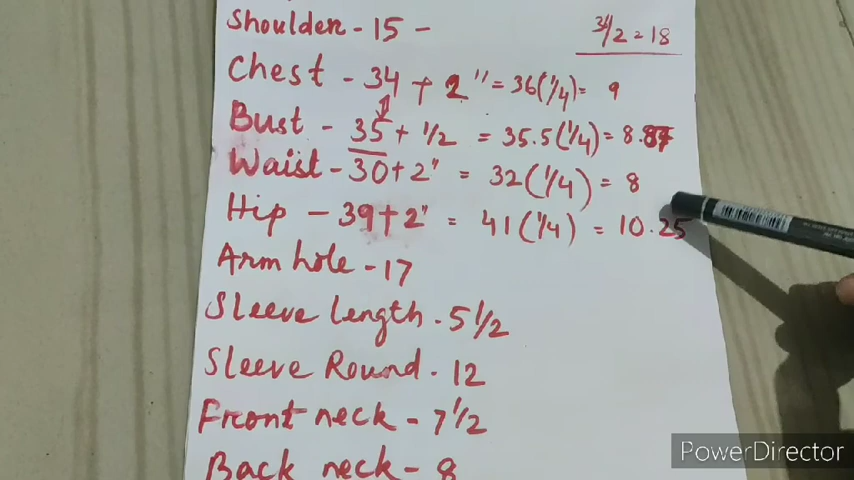 Shoulder - 15 -
36/2 = 18
Chest - 34 + 2" = 36(1/4) = 9
Bust - 35 + 1/2 = 35.5(1/4) = 8.87
Waist - 30 + 2" = 32(1/4) = 8
Hip - 39 + 2" = 41(1/4) = 10.25
Arm hole - 17
Sleeve length - 5 1/2
Sleeve Round - 12
Front neck - 7 1/2
Back neck - 8
PowerDirector